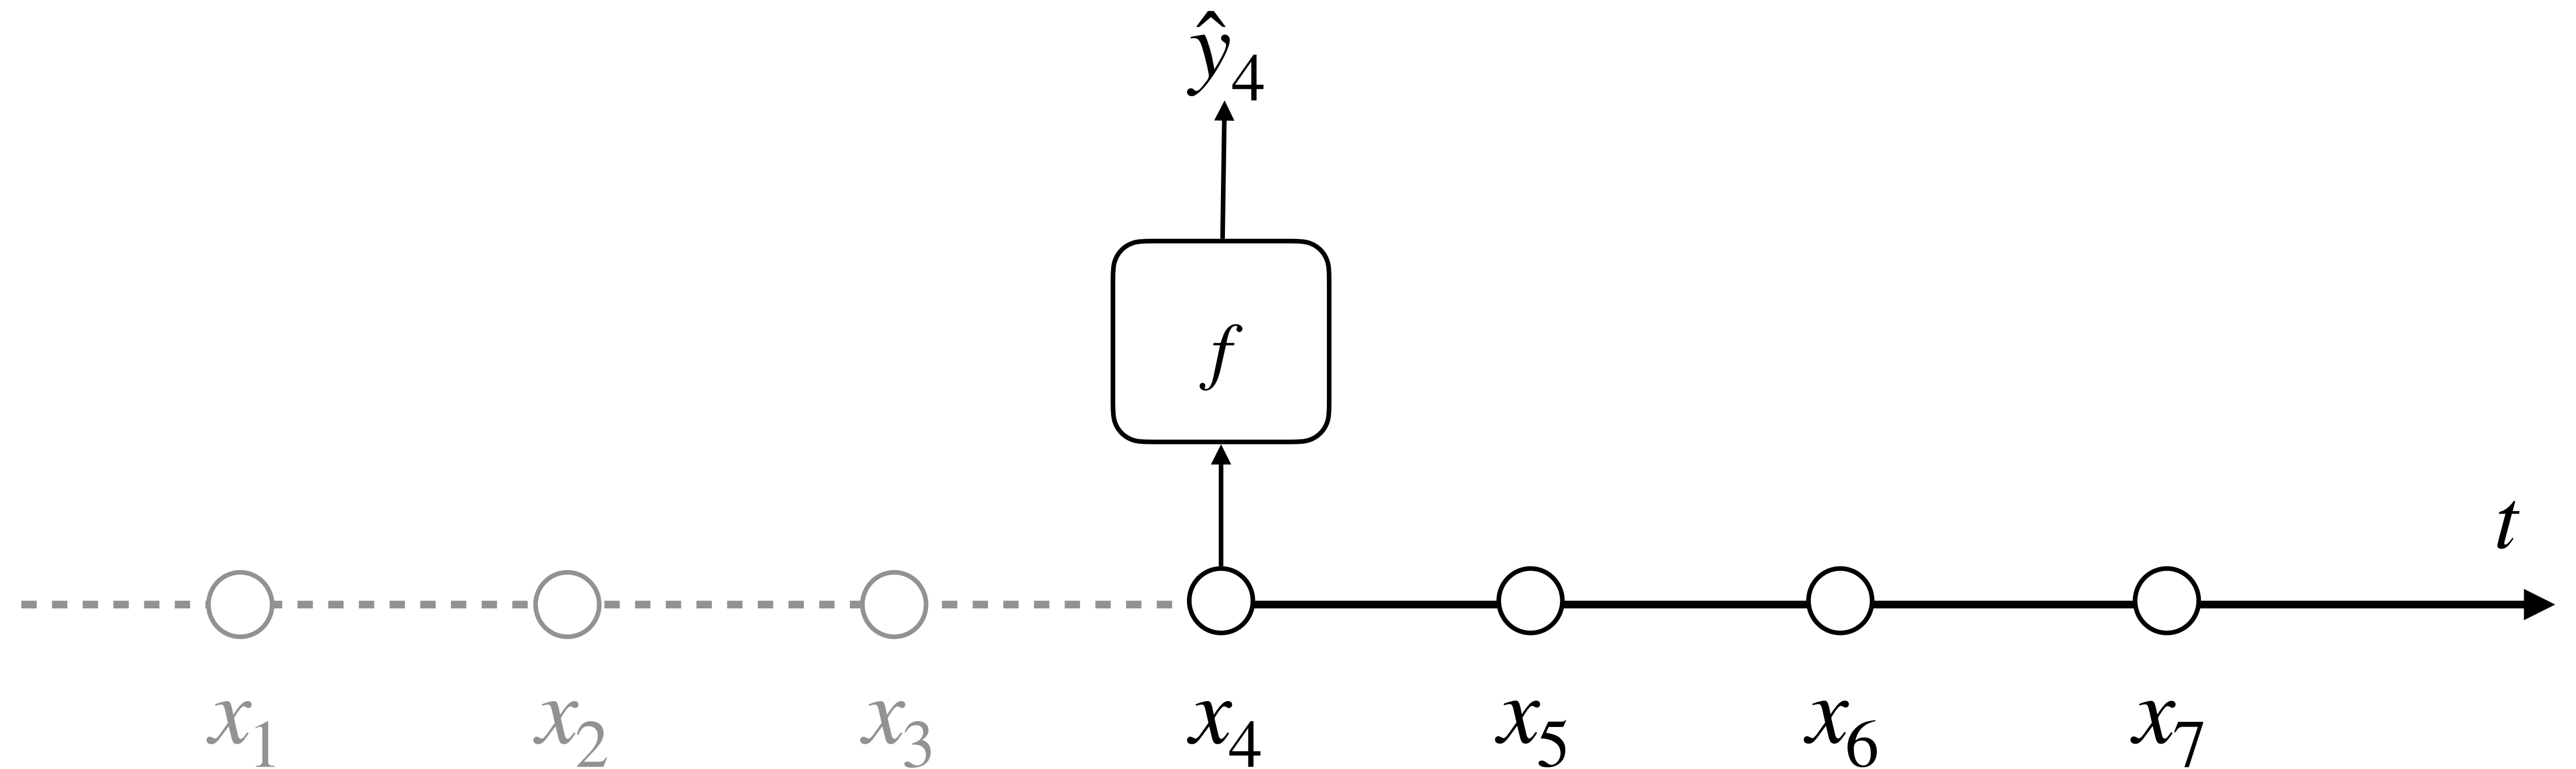 ŷ₄
f
t
x₁ x₂ x₃ x₄ x₅ x₆ x₇